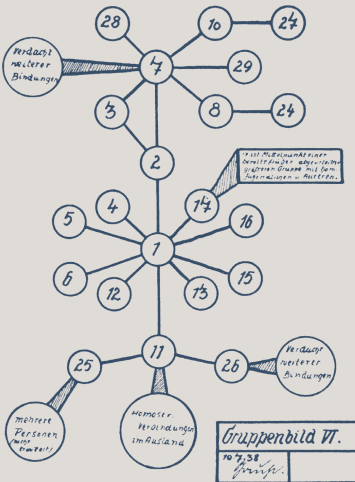 28
10
27
Verdacht
weiterer
Bindungen
7
29
3
8
24
2
17 ist Mittelpunkt einer
bereits früher abgeurteilten
größeren Gruppe mit dem
4
17
5
16
1
6
15
12
13
11
25
26
Verdacht
weiterer
Bindungen
mehrere
Personen
Homosex.
Verbindungen
im Ausland
Gruppenbild VI.
10.7.38